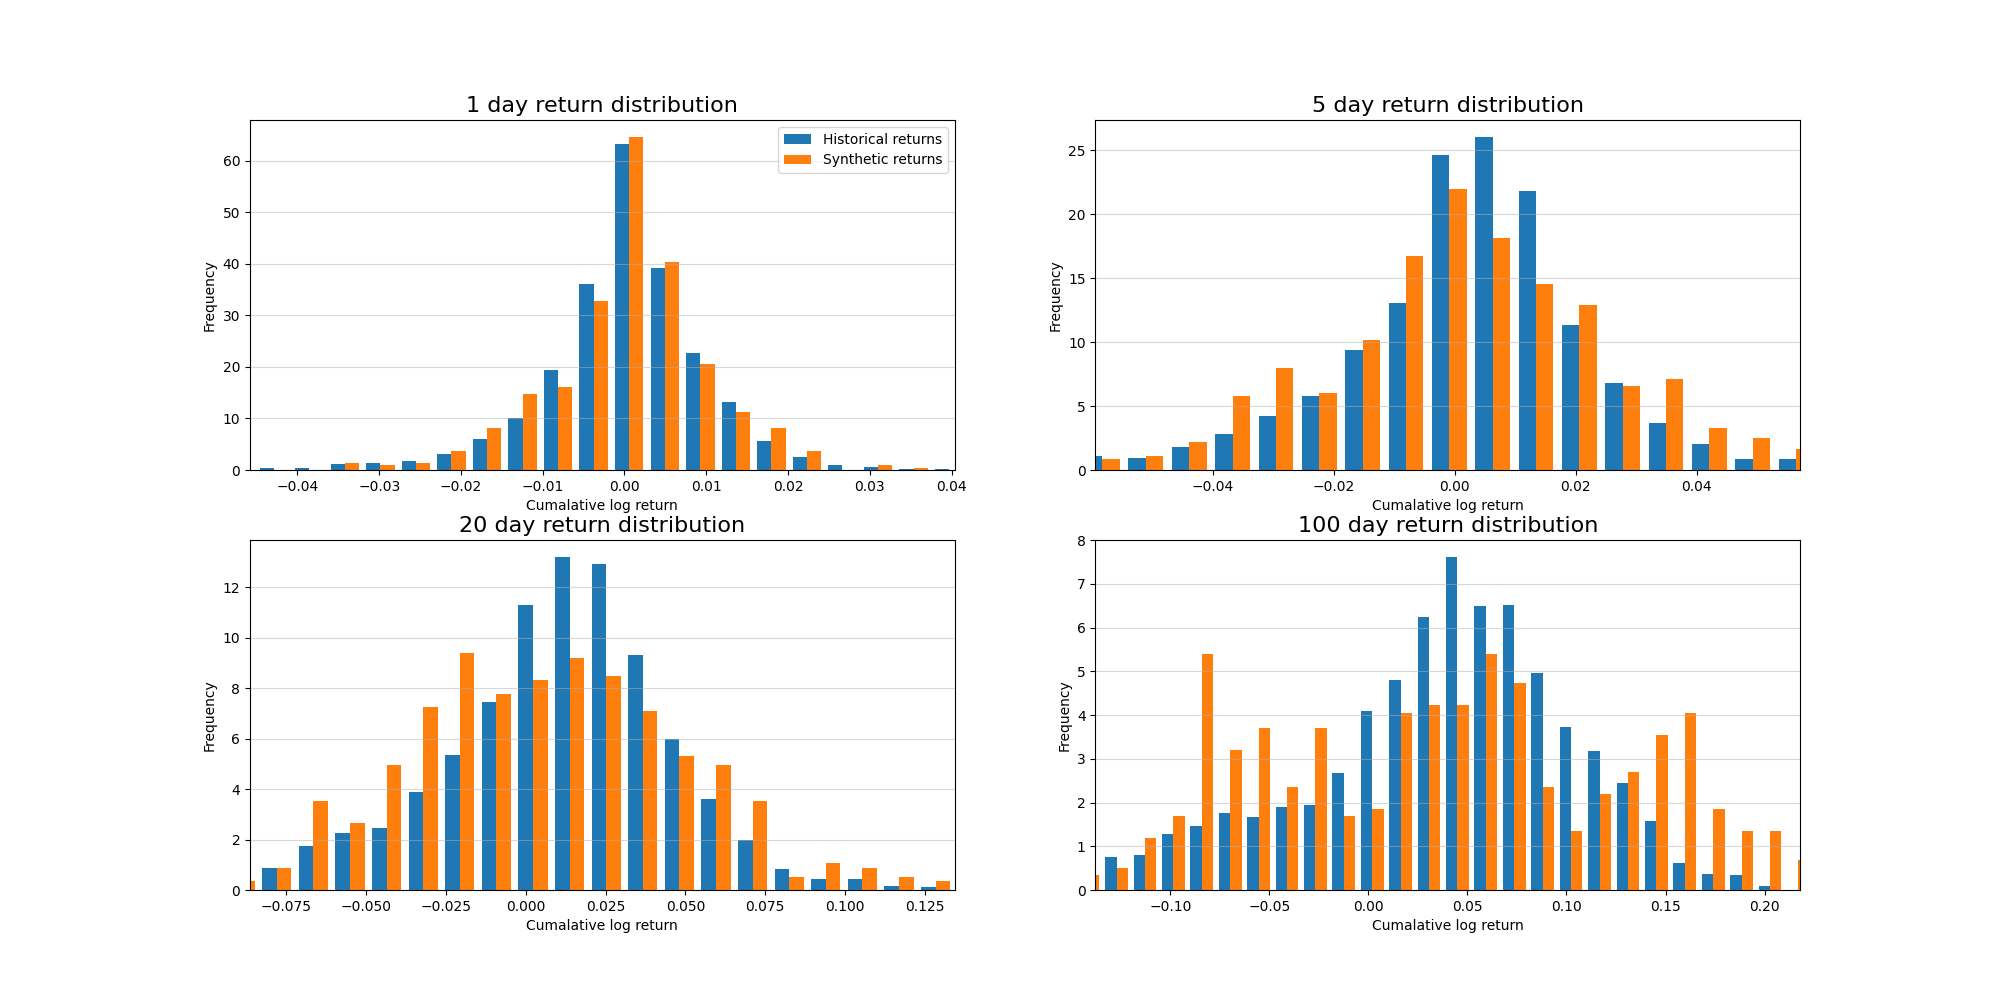 1 day return distribution
Historical returns
Synthetic returns
Frequency
60
50
40
30
20
10
0
−0.04 −0.03 −0.02 −0.01 0.00 0.01 0.02 0.03 0.04
Cumalative log return
5 day return distribution
Frequency
25
20
15
10
5
0
−0.04 −0.02 0.00 0.02 0.04
Cumalative log return
20 day return distribution
Frequency
12
10
8
6
4
2
0
−0.075 −0.050 −0.025 0.000 0.025 0.050 0.075 0.100 0.125
Cumalative log return
100 day return distribution
Frequency
8
7
6
5
4
3
2
1
0
−0.10 −0.05 0.00 0.05 0.10 0.15 0.20
Cumalative log return